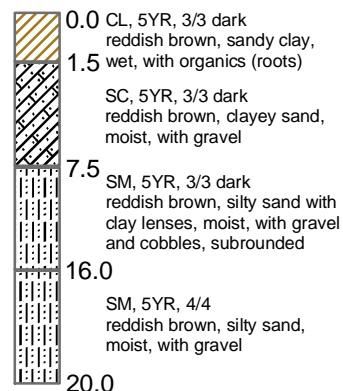 0.0 CL, 5YR, 3/3 dark
reddish brown, sandy clay,
1.5 wet, with organics (roots)
SC, 5YR, 3/3 dark
reddish brown, clayey sand,
moist, with gravel
7.5
SM, 5YR, 3/3 dark
reddish brown, silty sand with
clay lenses, moist, with gravel
and cobbles, subrounded
16.0
SM, 5YR, 4/4
reddish brown, silty sand,
moist, with gravel
20.0